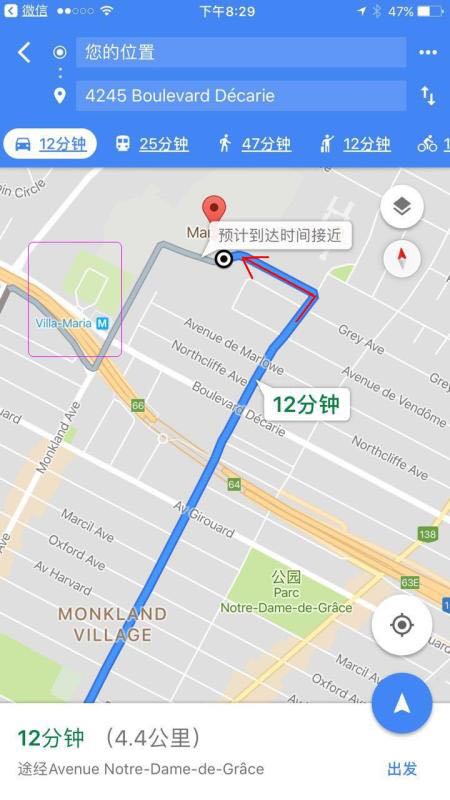 微信
下午8:29
47%
您的位置
4245 Boulevard Décarie
12分钟
25分钟
47分钟
12分钟
1
pin Circle
Mar
预计到达时间接近
Villa-Maria M
Avenue de Marlowe
Grey Ave
Northcliffe Ave
Grey
Boulevard Décarie
Avenue de Vendôme
12分钟
66
Monkland Ave
Northcliffe Ave
64
Av Girouard
138
Marcil Ave
Oxford Ave
Av Harvard
公园
Parc
Notre-Dame-de-Grâce
63E
MONKLAND
VILLAGE
Marcil
Oxford Ave
12分钟 (4.4公里)
途经Avenue Notre-Dame-de-Grâce
出发